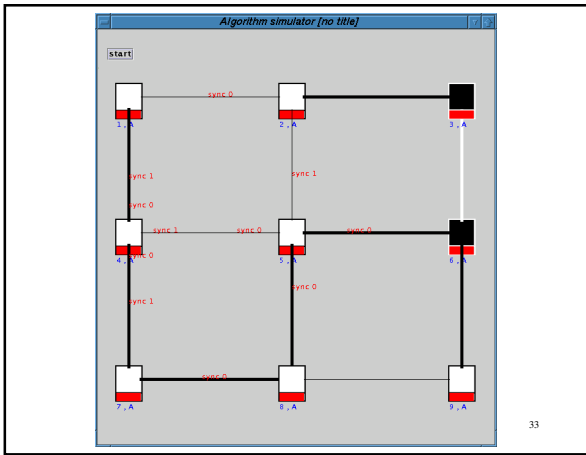 Algorithm simulator [no title]
start
sync 0
1 , A
2 , A
3 , A
sync 1
sync 1
sync 0
sync 1
sync 0
sync 0
4 , A
5 , A
6 , A
sync 0
sync 0
sync 1
sync 0
7 , A
8 , A
9 , A
33